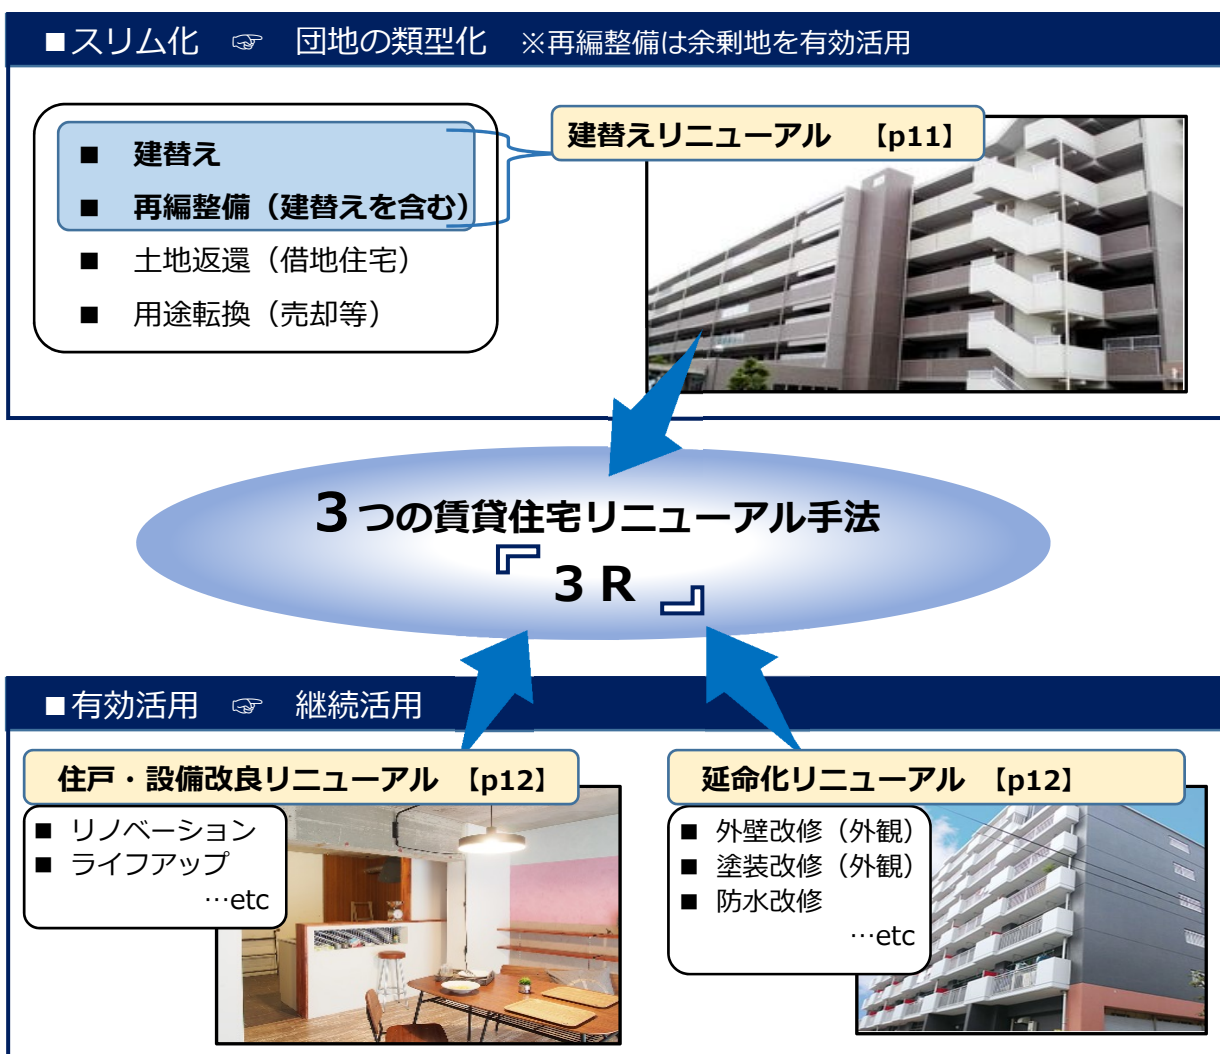 ■スリム化 ☞ 団地の類型化 ※再編整備は余剰地を有効活用
■ 建替え
■ 再編整備（建替えを含む）
■ 土地返還（借地住宅）
■ 用途転換（売却等）
建替えリニューアル 【p11】
3つの賃貸住宅リニューアル手法
『3R』
■有効活用 ☞ 継続活用
住戸・設備改良リニューアル 【p12】
■ リノベーション
■ ライフアップ
…etc
延命化リニューアル 【p12】
■ 外壁改修（外観）
■ 塗装改修（外観）
■ 防水改修
…etc